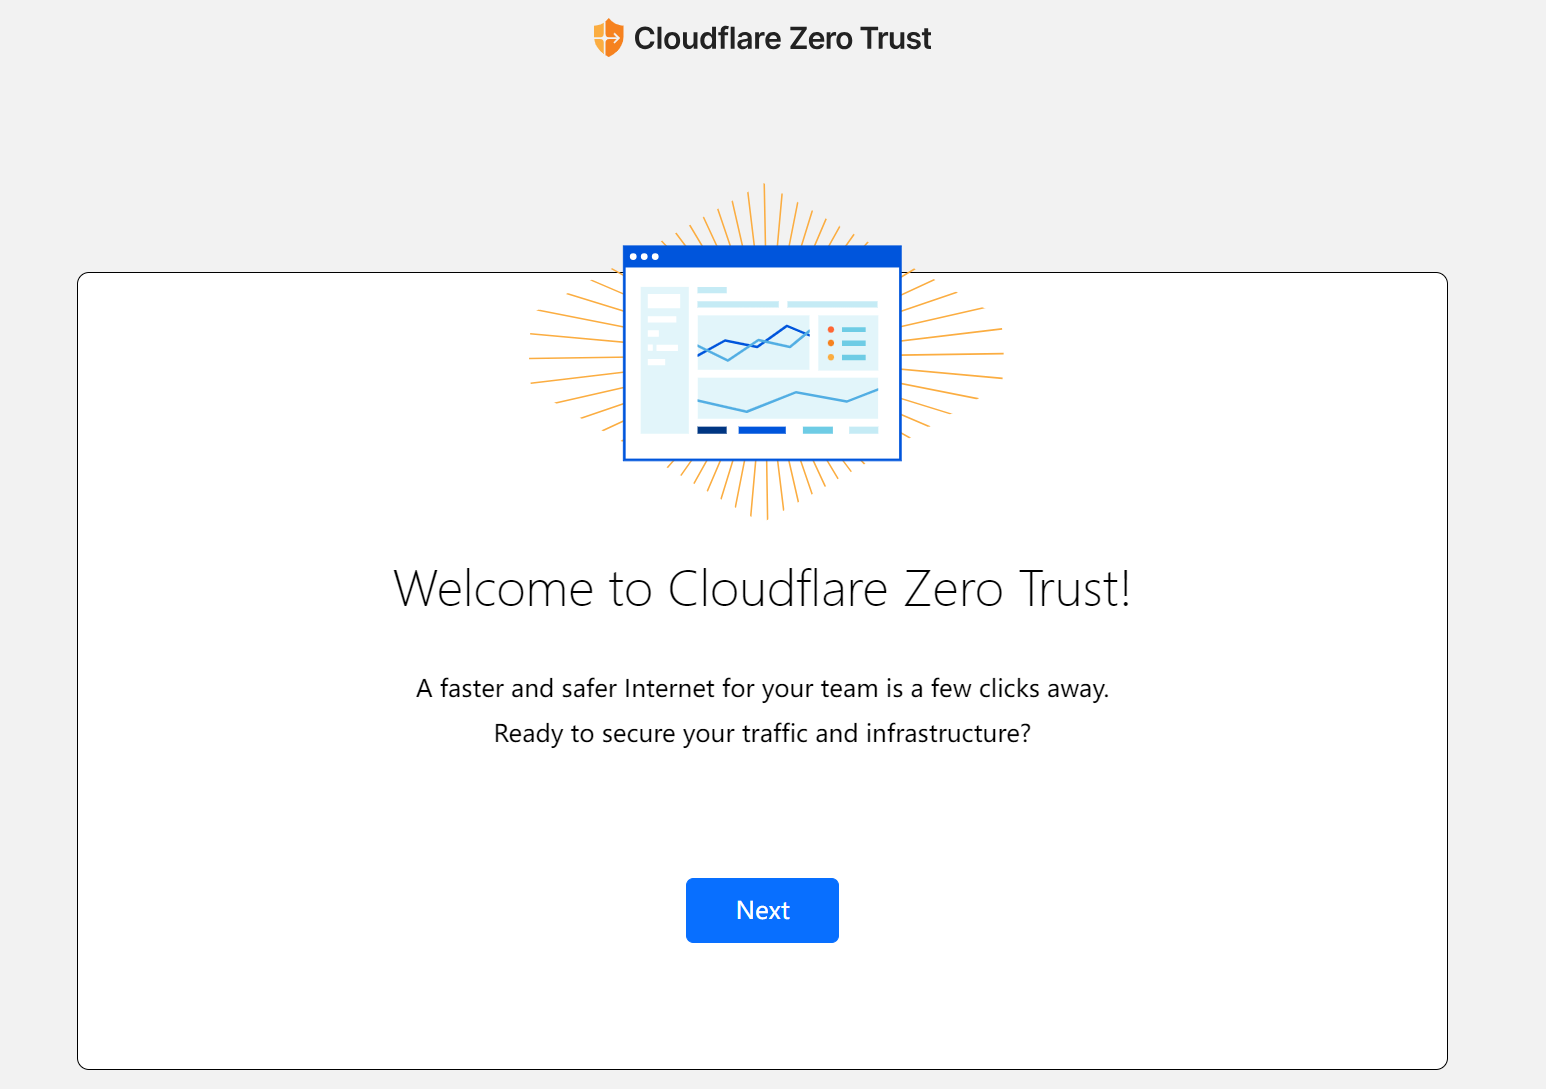 Cloudflare Zero Trust
Welcome to Cloudflare Zero Trust!
A faster and safer Internet for your team is a few clicks away.
Ready to secure your traffic and infrastructure?
Next